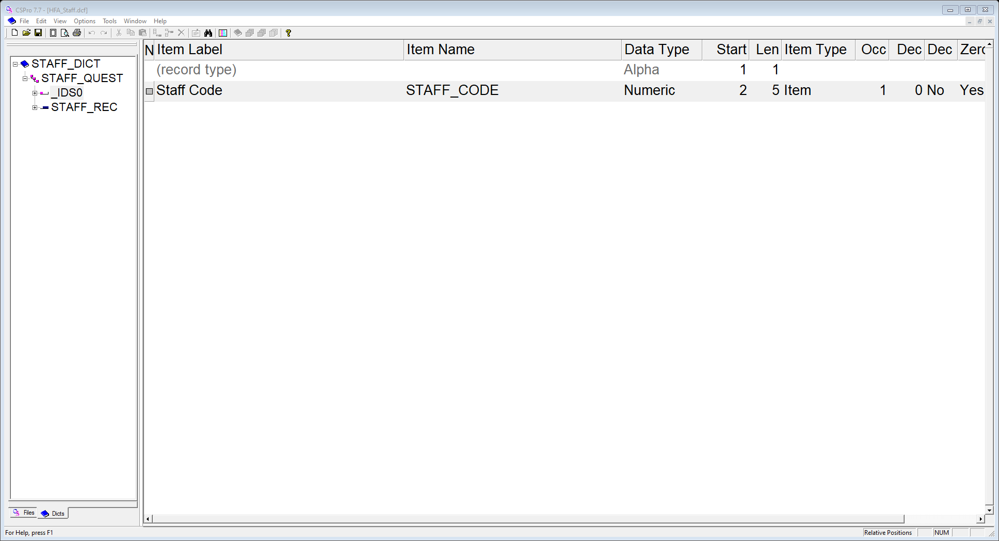 CSPro 7.7 - [HFA_Staff.dcf]
File Edit View Options Tools Window Help
STAFF_DICT
STAFF_QUEST
_IDS0
STAFF_REC
N Item Label Item Name Data Type Start Len Item Type Occ Dec Dec Zero
(record type) Alpha 1 1
Staff Code STAFF_CODE Numeric 2 5 Item 1 0 No Yes
Files Dicts
For Help, press F1 Relative Positions NUM